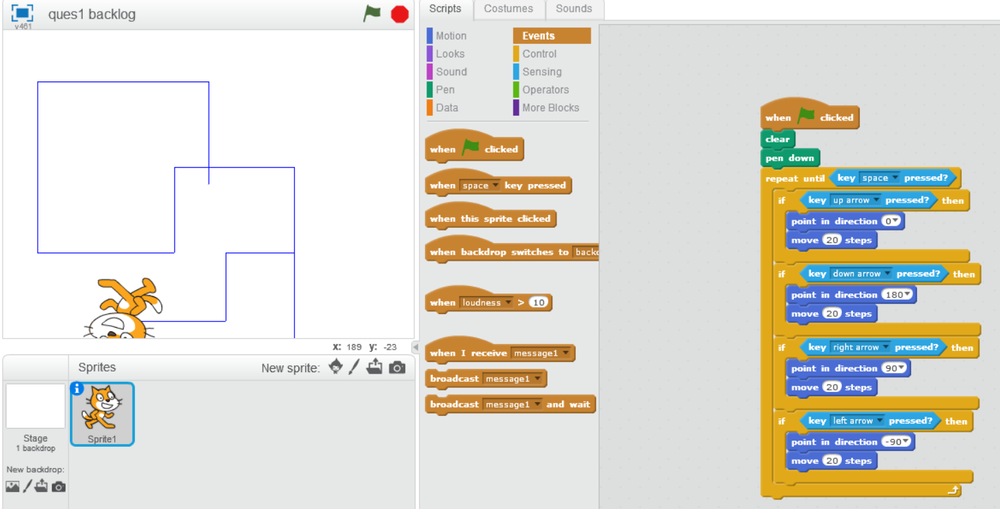 ques1 backlog
v461
Scripts Costumes Sounds
Motion Events
Looks Control
Sound Sensing
Pen Operators
Data More Blocks
when clicked
when space key pressed
when this sprite clicked
when backdrop switches to backd
when loudness > 10
when I receive message1
broadcast message1
broadcast message1 and wait
x: 189 y: -23
Sprites New sprite:
Stage
1 backdrop
New backdrop:
Sprite1
when clicked
clear
pen down
repeat until key space pressed?
if key up arrow pressed? then
point in direction 0
move 20 steps
if key down arrow pressed? then
point in direction 180
move 20 steps
if key right arrow pressed? then
point in direction 90
move 20 steps
if key left arrow pressed? then
point in direction -90
move 20 steps